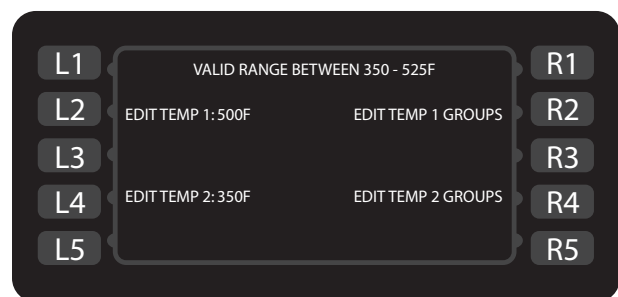 L1 VALID RANGE BETWEEN 350 - 525F R1
L2 EDIT TEMP 1: 500F EDIT TEMP 1 GROUPS R2
L3 R3
L4 EDIT TEMP 2: 350F EDIT TEMP 2 GROUPS R4
L5 R5